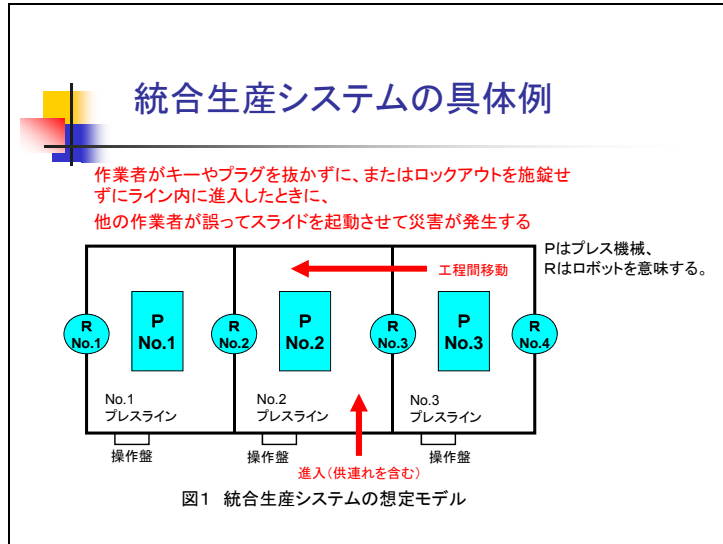 統合生産システムの具体例
作業者がキーやプラグを抜かずに、またはロックアウトを施錠せ
ずにライン内に進入したときに、
他の作業者が誤ってスライドを起動させて災害が発生する
Pはプレス機械、
Rはロボットを意味する。
工程間移動
R
No.1
P
No.1
R
No.2
P
No.2
R
No.3
P
No.3
R
No.4
No.1
プレスライン
No.2
プレスライン
No.3
プレスライン
操作盤
操作盤
操作盤
進入(供連れを含む)
図1 統合生産システムの想定モデル